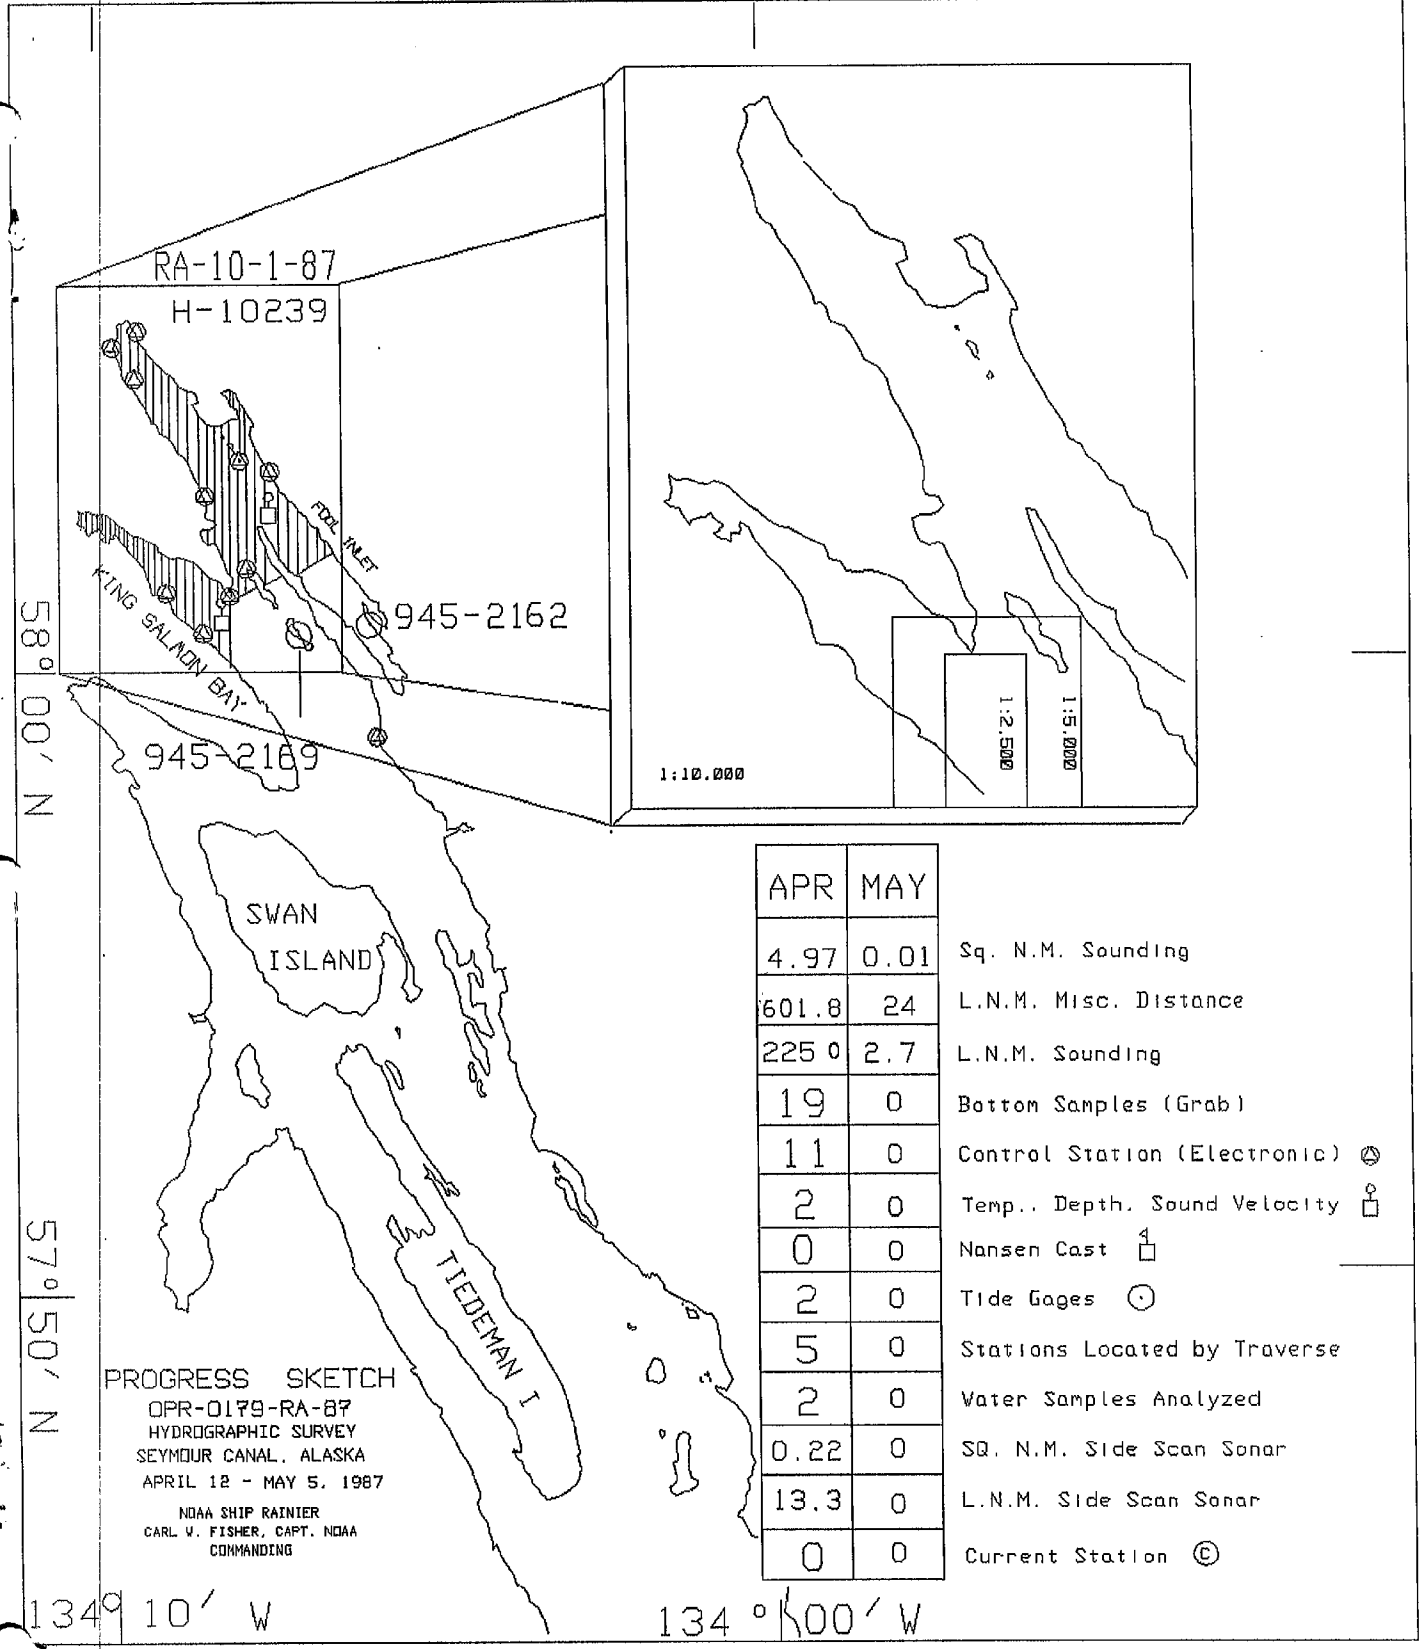 RA-10-1-87
H-10239
FOOL INLET
KING SALMON BAY
945-2162
945-2169
58° 00′ N
1:10.000
1:2.500
1:5.000
SWAN
ISLAND
TIEDEMAN I
57° 50′ N
APR MAY
4.97 0.01 Sq. N.M. Sounding
601.8 24 L.N.M. Misc. Distance
225 0 2.7 L.N.M. Sounding
19 0 Bottom Samples (Grab)
11 0 Control Station (Electronic)
2 0 Temp.. Depth. Sound Velocity
0 0 Nansen Cast
2 0 Tide Gages
5 0 Stations Located by Traverse
2 0 Water Samples Analyzed
0.22 0 SQ. N.M. Side Scan Sonar
13.3 0 L.N.M. Side Scan Sonar
0 0 Current Station C
PROGRESS SKETCH
OPR-O179-RA-87
HYDROGRAPHIC SURVEY
SEYMOUR CANAL, ALASKA
APRIL 12 - MAY 5, 1987
NOAA SHIP RAINIER
CARL W. FISHER, CAPT. NOAA
COMMANDING
134° 10′ W
134° 00′ W